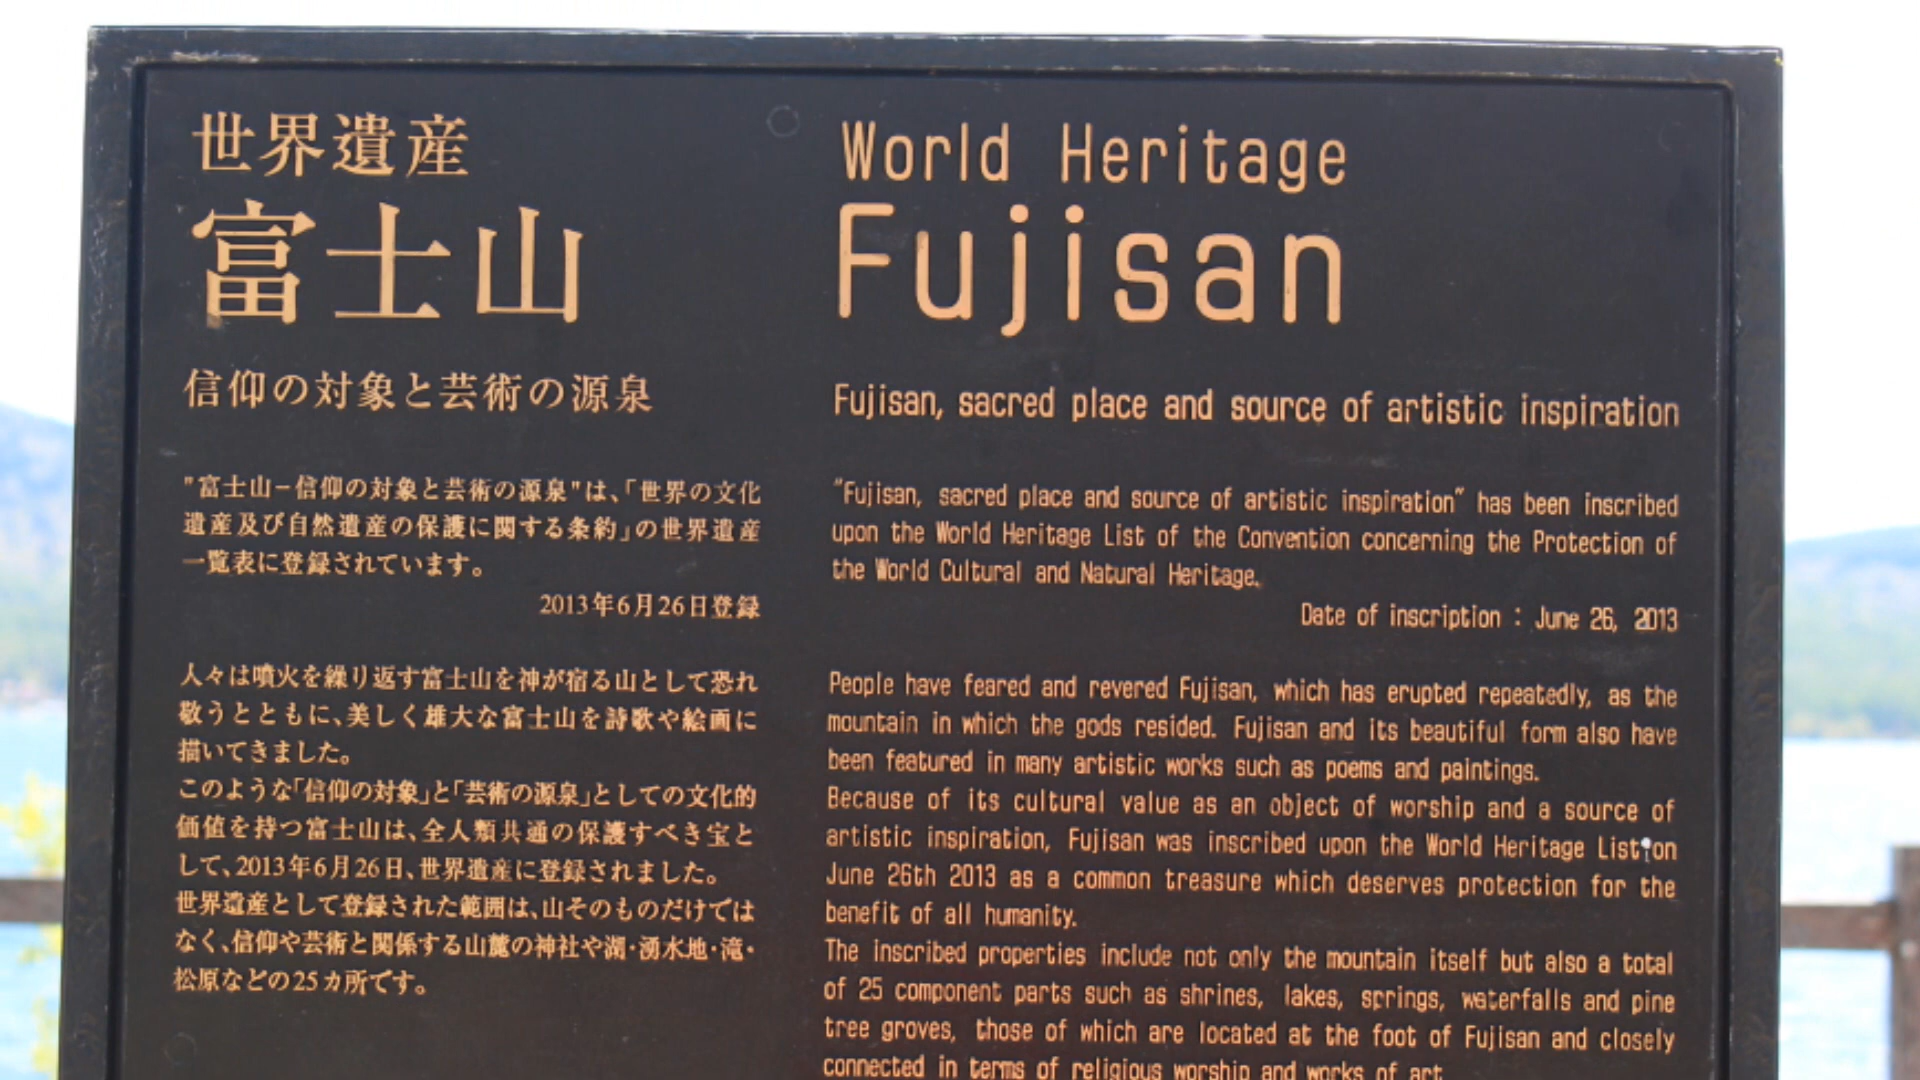 世界遺産
富士山
信仰の対象と芸術の源泉
"富士山－信仰の対象と芸術の源泉"は、「世界の文化
遺産及び自然遺産の保護に関する条約」の世界遺産
一覧表に登録されています。
2013年6月26日登録
人々は噴火を繰り返す富士山を神が宿る山として恐れ
敬うとともに、美しく雄大な富士山を詩歌や絵画に
描いてきました。
このような「信仰の対象」と「芸術の源泉」としての文化的
価値を持つ富士山は、全人類共通の保護すべき宝と
して、2013年6月26日、世界遺産に登録されました。
世界遺産として登録された範囲は、山そのものだけでは
なく、信仰や芸術と関係する山麓の神社や湖・湧水地・滝・
松原などの25カ所です。
World Heritage
Fujisan
Fujisan, sacred place and source of artistic inspiration
"Fujisan, sacred place and source of artistic inspiration" has been inscribed
upon the World Heritage List of the Convention concerning the Protection of
the World Cultural and Natural Heritage.
Date of inscription : June 26, 2013
People have feared and revered Fujisan, which has erupted repeatedly, as the
mountain in which the gods resided. Fujisan and its beautiful form also have
been featured in many artistic works such as poems and paintings.
Because of its cultural value as an object of worship and a source of
artistic inspiration, Fujisan was inscribed upon the World Heritage List on
June 26th 2013 as a common treasure which deserves protection for the
benefit of all humanity.
The inscribed properties include not only the mountain itself but also a total
of 25 component parts such as shrines, lakes, springs, waterfalls and pine
tree groves, those of which are located at the foot of Fujisan and closely
connected in terms of religious worship and works of art.